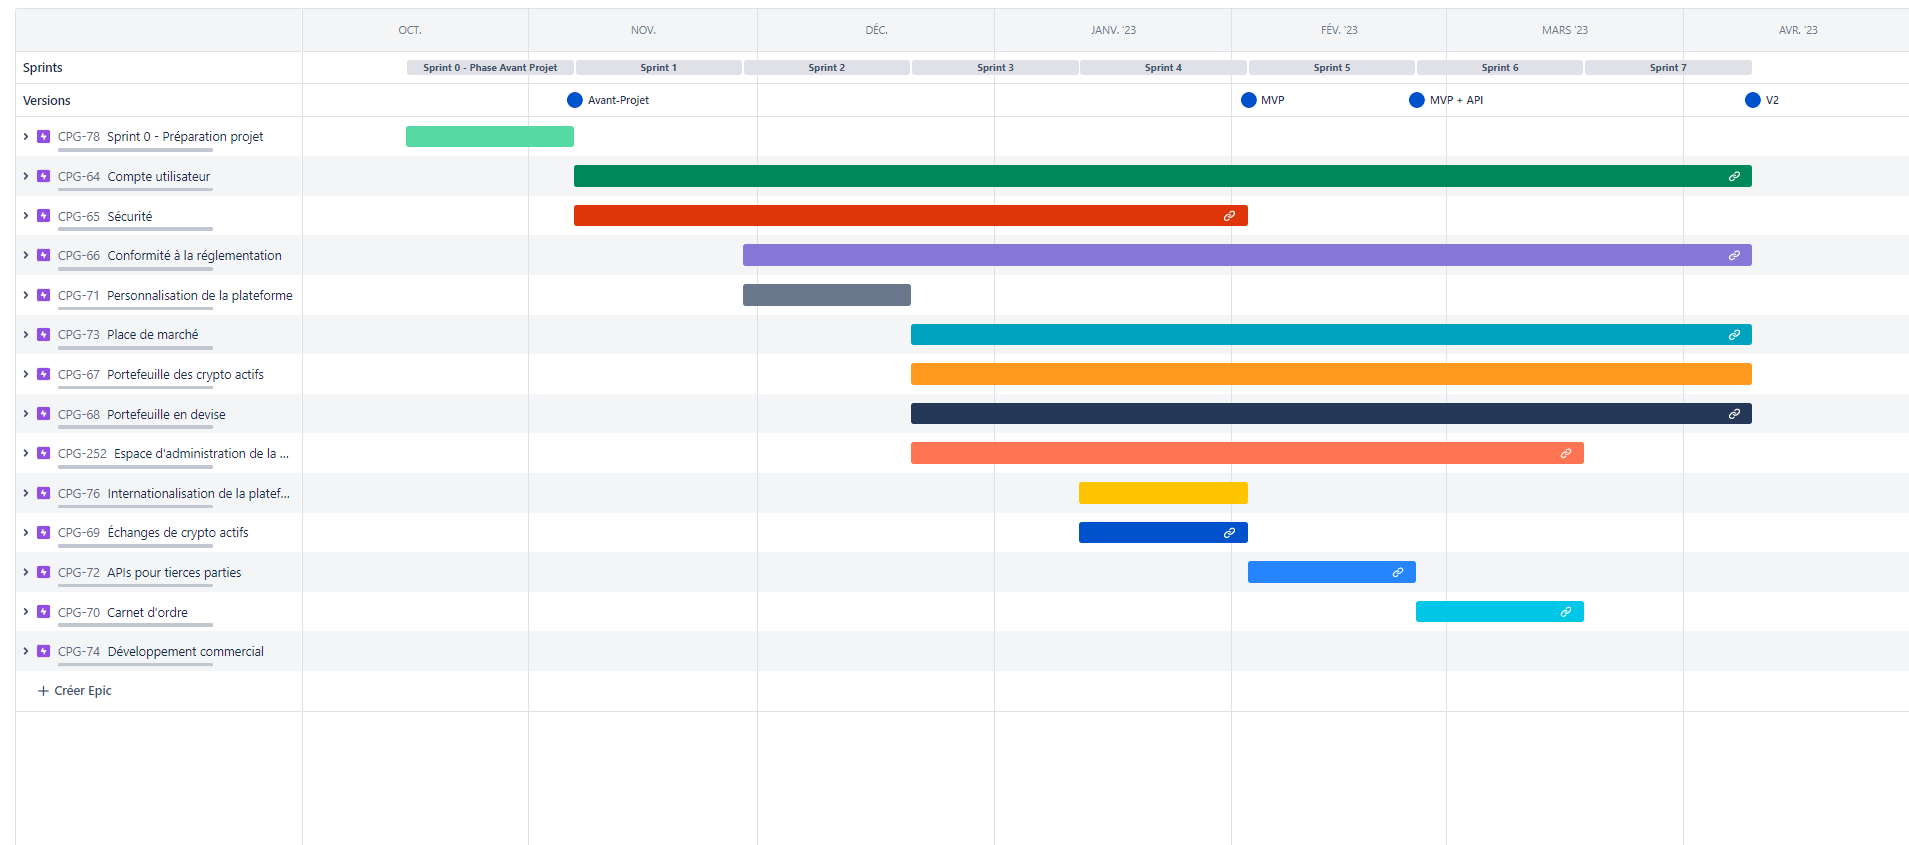 OCT. NOV. DÉC. JANV. '23 FÉV. '23 MARS '23 AVR. '23
Sprints Sprint 0 - Phase Avant Projet Sprint 1 Sprint 2 Sprint 3 Sprint 4 Sprint 5 Sprint 6 Sprint 7
Versions Avant-Projet MVP MVP + API V2
CPG-78 Sprint 0 - Préparation projet
CPG-64 Compte utilisateur
CPG-65 Sécurité
CPG-66 Conformité à la réglementation
CPG-71 Personnalisation de la plateforme
CPG-73 Place de marché
CPG-67 Portefeuille des crypto actifs
CPG-68 Portefeuille en devise
CPG-252 Espace d'administration de la ...
CPG-76 Internationalisation de la platef...
CPG-69 Échanges de crypto actifs
CPG-72 APIs pour tierces parties
CPG-70 Carnet d'ordre
CPG-74 Développement commercial
+ Créer Epic